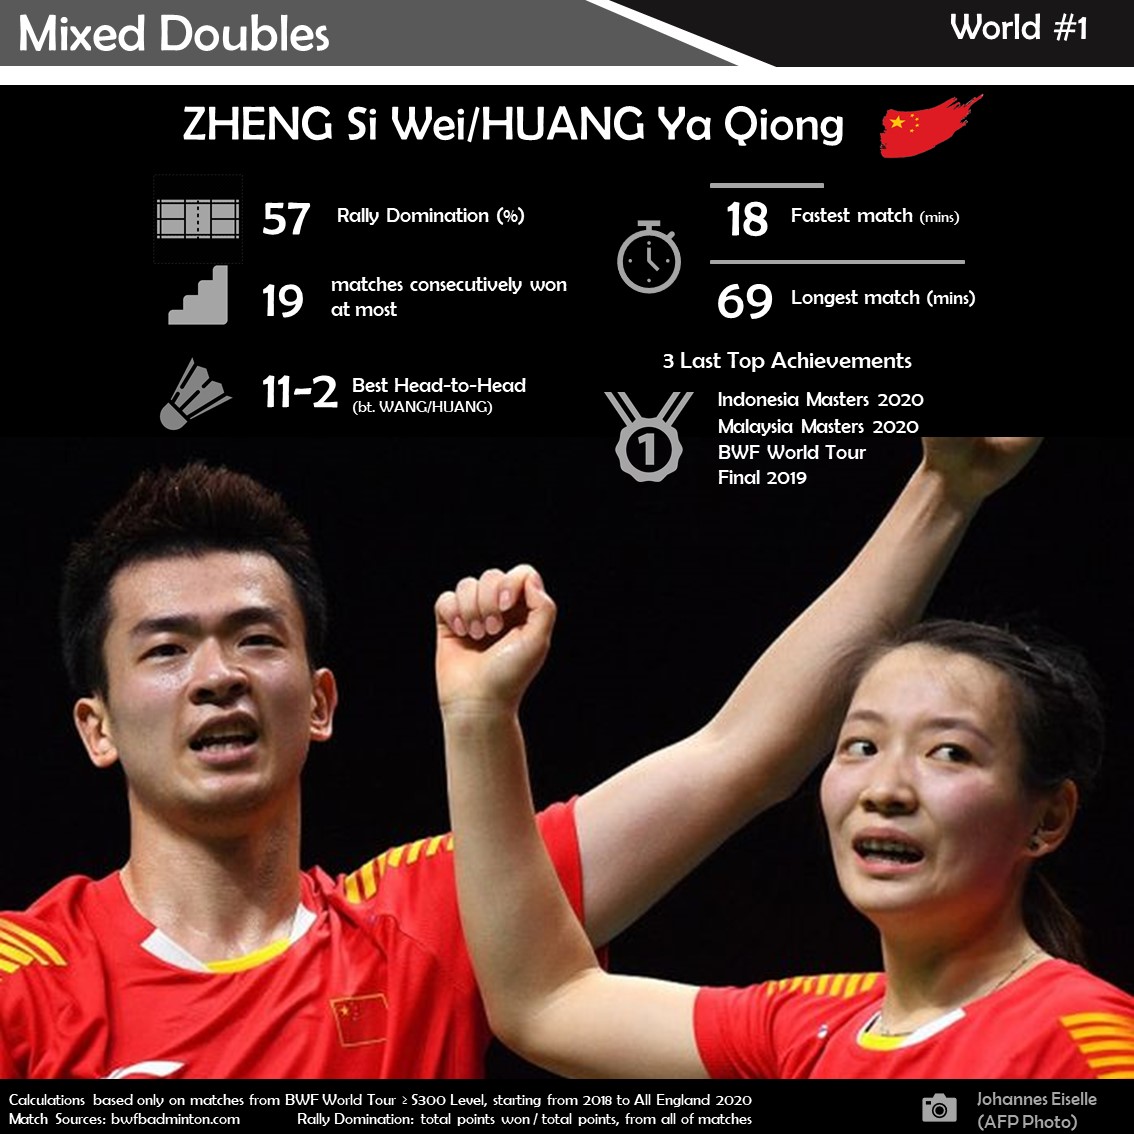 Mixed Doubles
World #1
ZHENG Si Wei/HUANG Ya Qiong
57 Rally Domination (%)
19 matches consecutively won
at most
11-2 Best Head-to-Head
(bt. WANG/HUANG)
18 Fastest match (mins)
69 Longest match (mins)
3 Last Top Achievements
1
Indonesia Masters 2020
Malaysia Masters 2020
BWF World Tour
Final 2019
Calculations based only on matches from BWF World Tour ≥ S300 Level, starting from 2018 to All England 2020
Match Sources: bwfbadminton.com Rally Domination: total points won / total points, from all of matches
Johannes Eiselle
(AFP Photo)